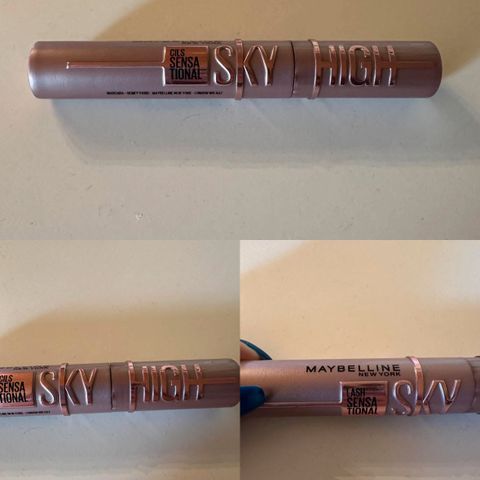 CILS
SENSA
TIONAL
SKY HIGH
CILS
SENSA
TIONAL
SKY HIGH
MAYBELLINE
NEW YORK
LASH
SENSA
TIONAL
SKY